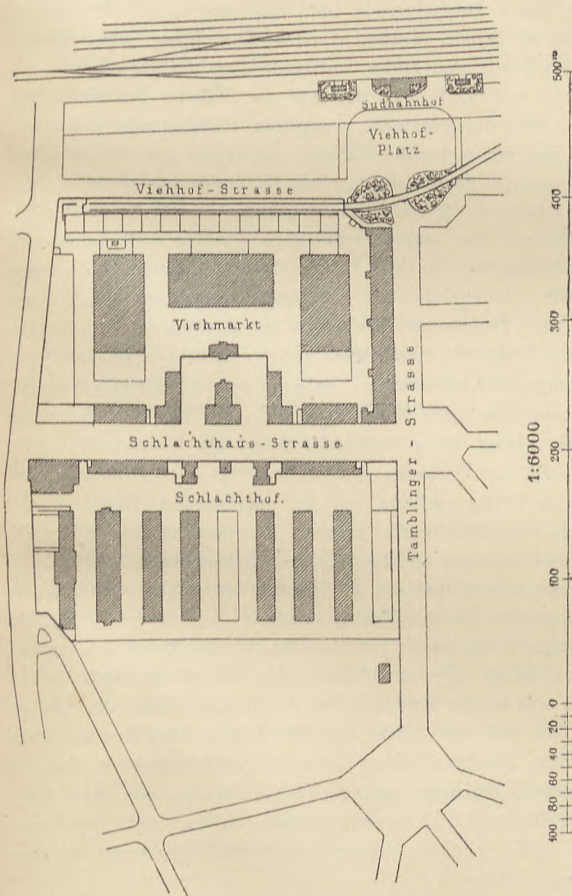 Südbahnhof
Viehhof-
Platz
Viehhof-Strasse
Viehmarkt
Schlachthaus-Strasse
Schlachthof.
Tamblinger-Strasse
1:6000
500 m
400
300
200
100
0
20
40
60
80
100